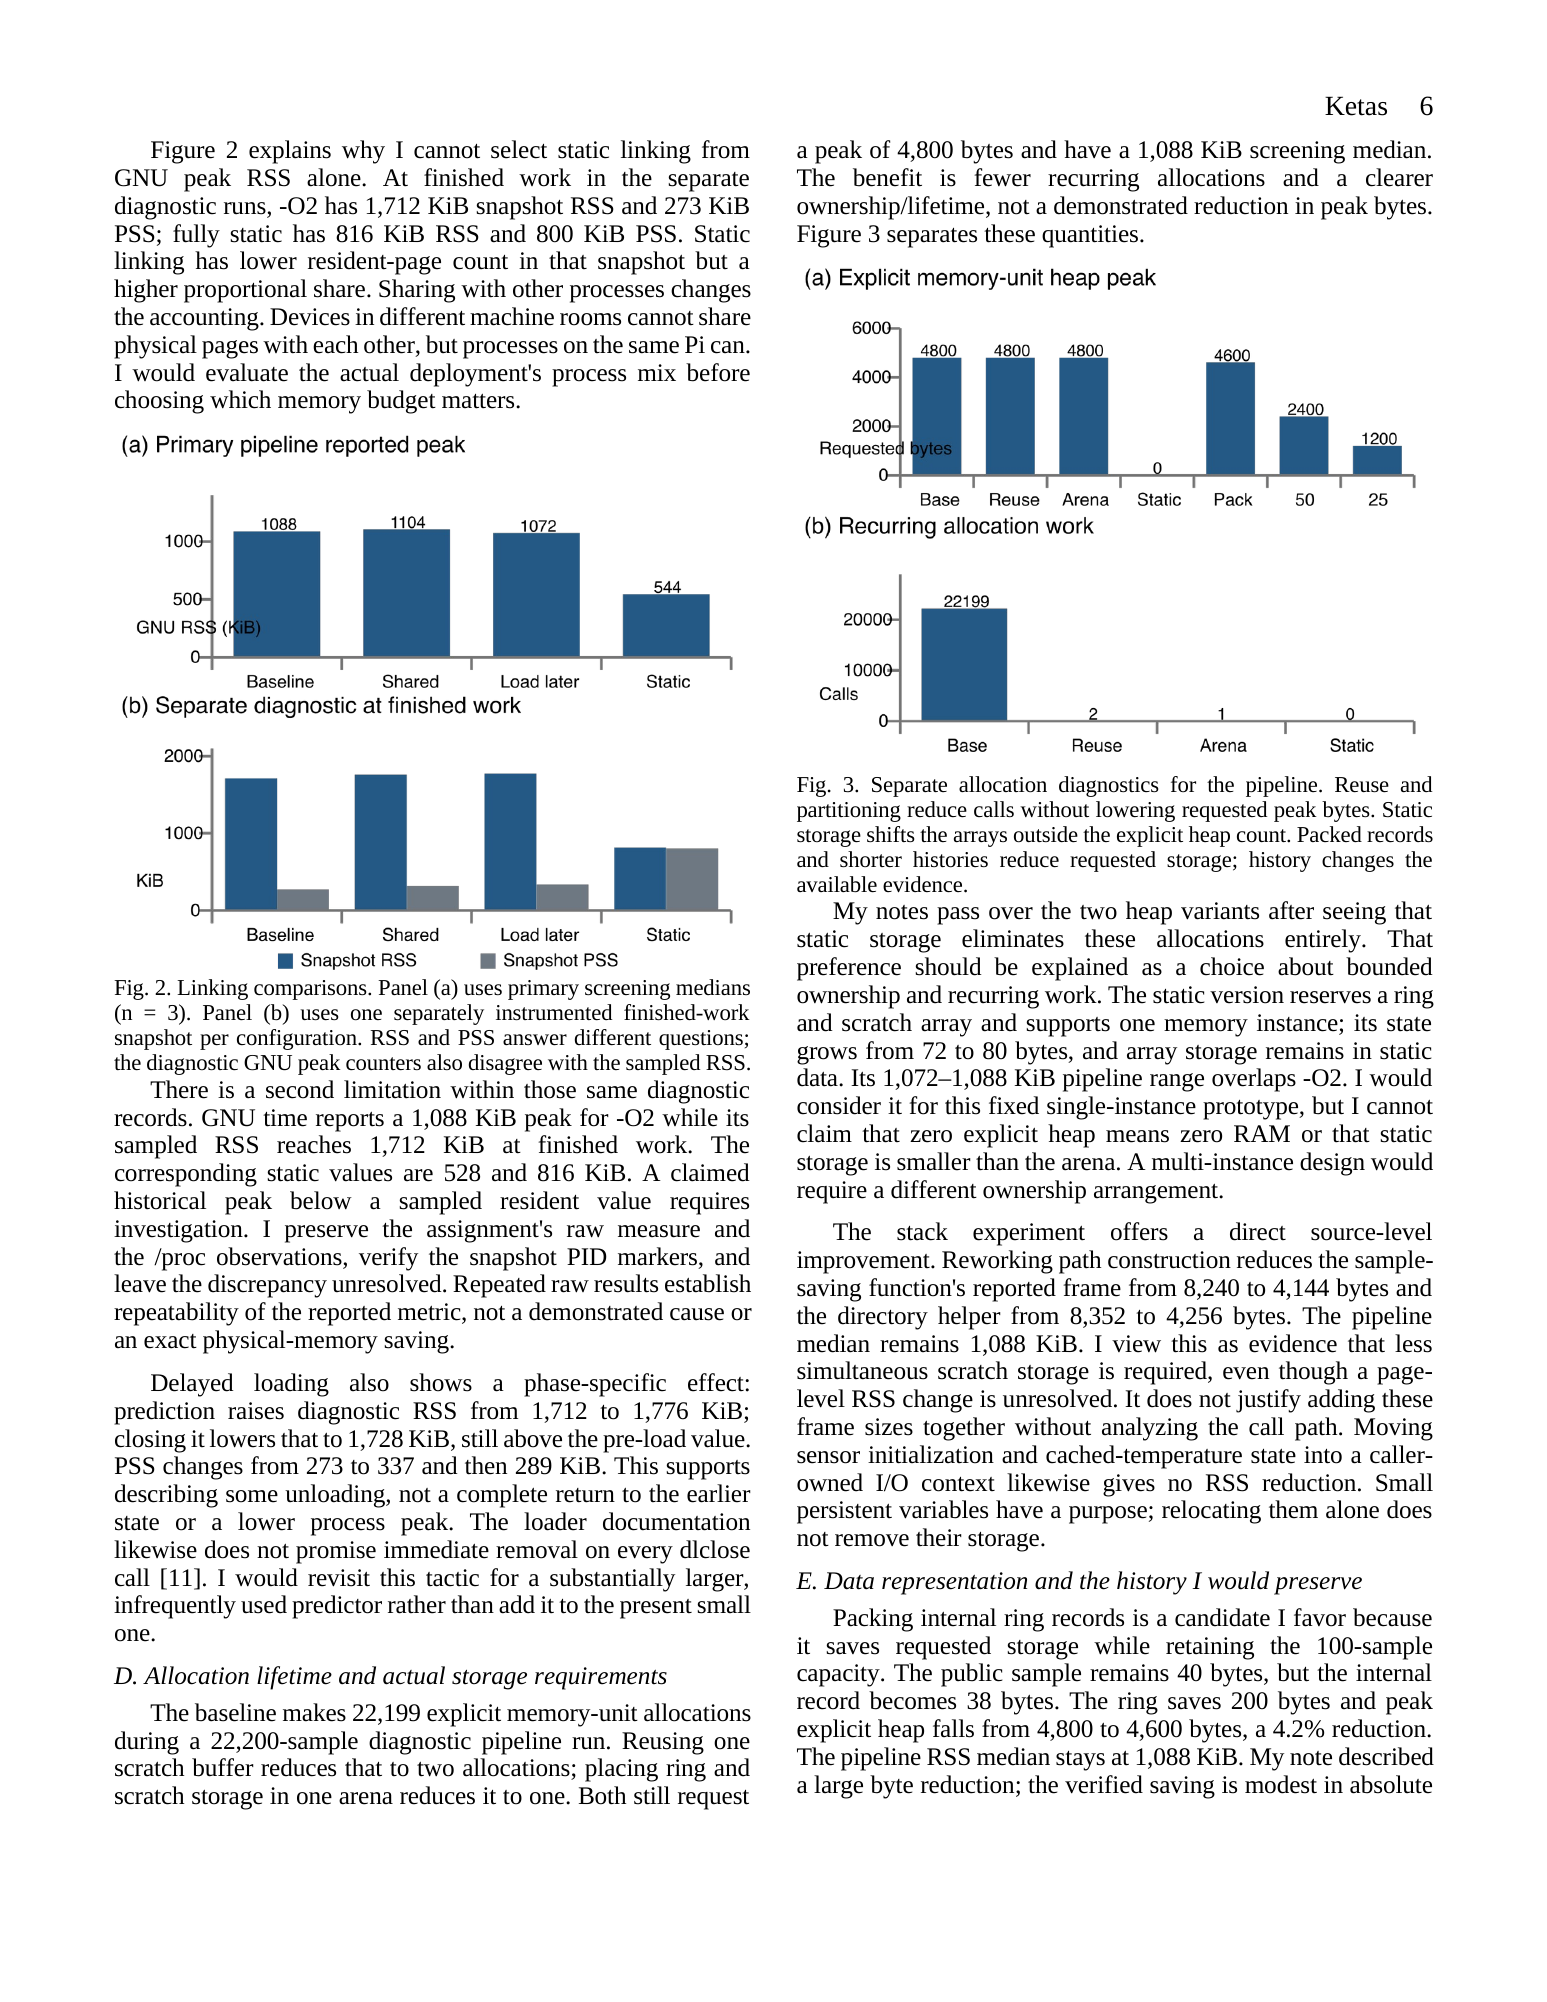 Ketas 6
Figure 2 explains why I cannot select static linking from
GNU peak RSS alone. At finished work in the separate
diagnostic runs, -O2 has 1,712 KiB snapshot RSS and 273 KiB
PSS; fully static has 816 KiB RSS and 800 KiB PSS. Static
linking has lower resident-page count in that snapshot but a
higher proportional share. Sharing with other processes changes
the accounting. Devices in different machine rooms cannot share
physical pages with each other, but processes on the same Pi can.
I would evaluate the actual deployment's process mix before
choosing which memory budget matters.
(a) Primary pipeline reported peak
1088
1104
1072
544
1000
500
GNU RSS (KiB)
0
Baseline Shared Load later Static
(b) Separate diagnostic at finished work
2000
1000
KiB
0
Baseline Shared Load later Static
Snapshot RSS Snapshot PSS
Fig. 2. Linking comparisons. Panel (a) uses primary screening medians
(n = 3). Panel (b) uses one separately instrumented finished-work
snapshot per configuration. RSS and PSS answer different questions;
the diagnostic GNU peak counters also disagree with the sampled RSS.
There is a second limitation within those same diagnostic
records. GNU time reports a 1,088 KiB peak for -O2 while its
sampled RSS reaches 1,712 KiB at finished work. The
corresponding static values are 528 and 816 KiB. A claimed
historical peak below a sampled resident value requires
investigation. I preserve the assignment's raw measure and
the /proc observations, verify the snapshot PID markers, and
leave the discrepancy unresolved. Repeated raw results establish
repeatability of the reported metric, not a demonstrated cause or
an exact physical-memory saving.
Delayed loading also shows a phase-specific effect:
prediction raises diagnostic RSS from 1,712 to 1,776 KiB;
closing it lowers that to 1,728 KiB, still above the pre-load value.
PSS changes from 273 to 337 and then 289 KiB. This supports
describing some unloading, not a complete return to the earlier
state or a lower process peak. The loader documentation
likewise does not promise immediate removal on every dlclose
call [11]. I would revisit this tactic for a substantially larger,
infrequently used predictor rather than add it to the present small
one.
D. Allocation lifetime and actual storage requirements
The baseline makes 22,199 explicit memory-unit allocations
during a 22,200-sample diagnostic pipeline run. Reusing one
scratch buffer reduces that to two allocations; placing ring and
scratch storage in one arena reduces it to one. Both still request
a peak of 4,800 bytes and have a 1,088 KiB screening median.
The benefit is fewer recurring allocations and a clearer
ownership/lifetime, not a demonstrated reduction in peak bytes.
Figure 3 separates these quantities.
(a) Explicit memory-unit heap peak
6000
4800 4800 4800 0 4600 2400 1200
4000
2000
Requested bytes
0
Base Reuse Arena Static Pack 50 25
(b) Recurring allocation work
22199 2 1 0
20000
10000
Calls
0
Base Reuse Arena Static
Fig. 3. Separate allocation diagnostics for the pipeline. Reuse and
partitioning reduce calls without lowering requested peak bytes. Static
storage shifts the arrays outside the explicit heap count. Packed records
and shorter histories reduce requested storage; history changes the
available evidence.
My notes pass over the two heap variants after seeing that
static storage eliminates these allocations entirely. That
preference should be explained as a choice about bounded
ownership and recurring work. The static version reserves a ring
and scratch array and supports one memory instance; its state
grows from 72 to 80 bytes, and array storage remains in static
data. Its 1,072–1,088 KiB pipeline range overlaps -O2. I would
consider it for this fixed single-instance prototype, but I cannot
claim that zero explicit heap means zero RAM or that static
storage is smaller than the arena. A multi-instance design would
require a different ownership arrangement.
The stack experiment offers a direct source-level
improvement. Reworking path construction reduces the sample-
saving function's reported frame from 8,240 to 4,144 bytes and
the directory helper from 8,352 to 4,256 bytes. The pipeline
median remains 1,088 KiB. I view this as evidence that less
simultaneous scratch storage is required, even though a page-
level RSS change is unresolved. It does not justify adding these
frame sizes together without analyzing the call path. Moving
sensor initialization and cached-temperature state into a caller-
owned I/O context likewise gives no RSS reduction. Small
persistent variables have a purpose; relocating them alone does
not remove their storage.
E. Data representation and the history I would preserve
Packing internal ring records is a candidate I favor because
it saves requested storage while retaining the 100-sample
capacity. The public sample remains 40 bytes, but the internal
record becomes 38 bytes. The ring saves 200 bytes and peak
explicit heap falls from 4,800 to 4,600 bytes, a 4.2% reduction.
The pipeline RSS median stays at 1,088 KiB. My note described
a large byte reduction; the verified saving is modest in absolute